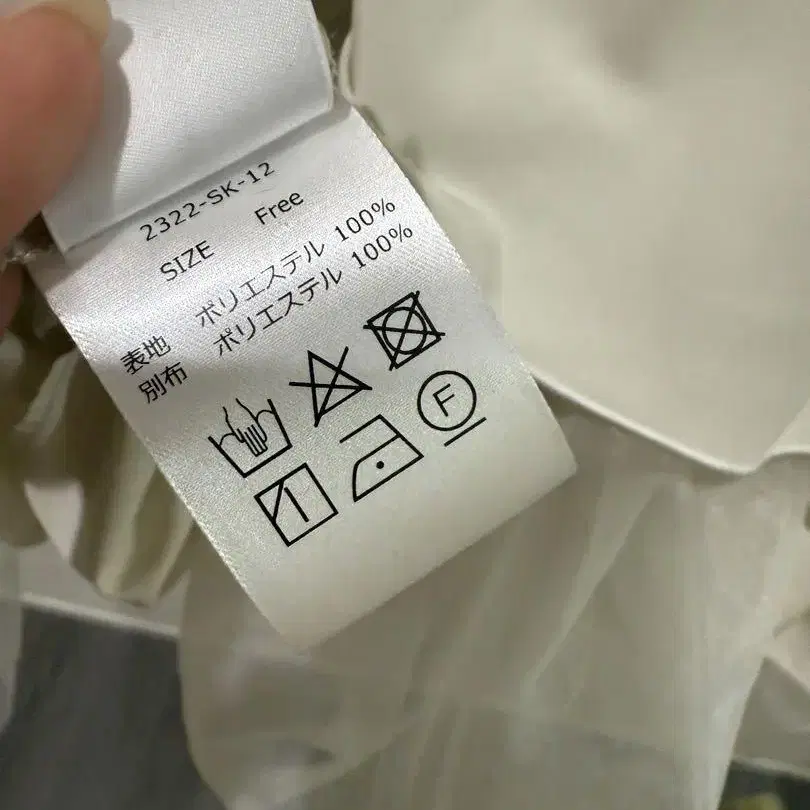 2322-SK-12
SIZE Free
表地 ポリエステル 100%
別布 ポリエステル 100%
F